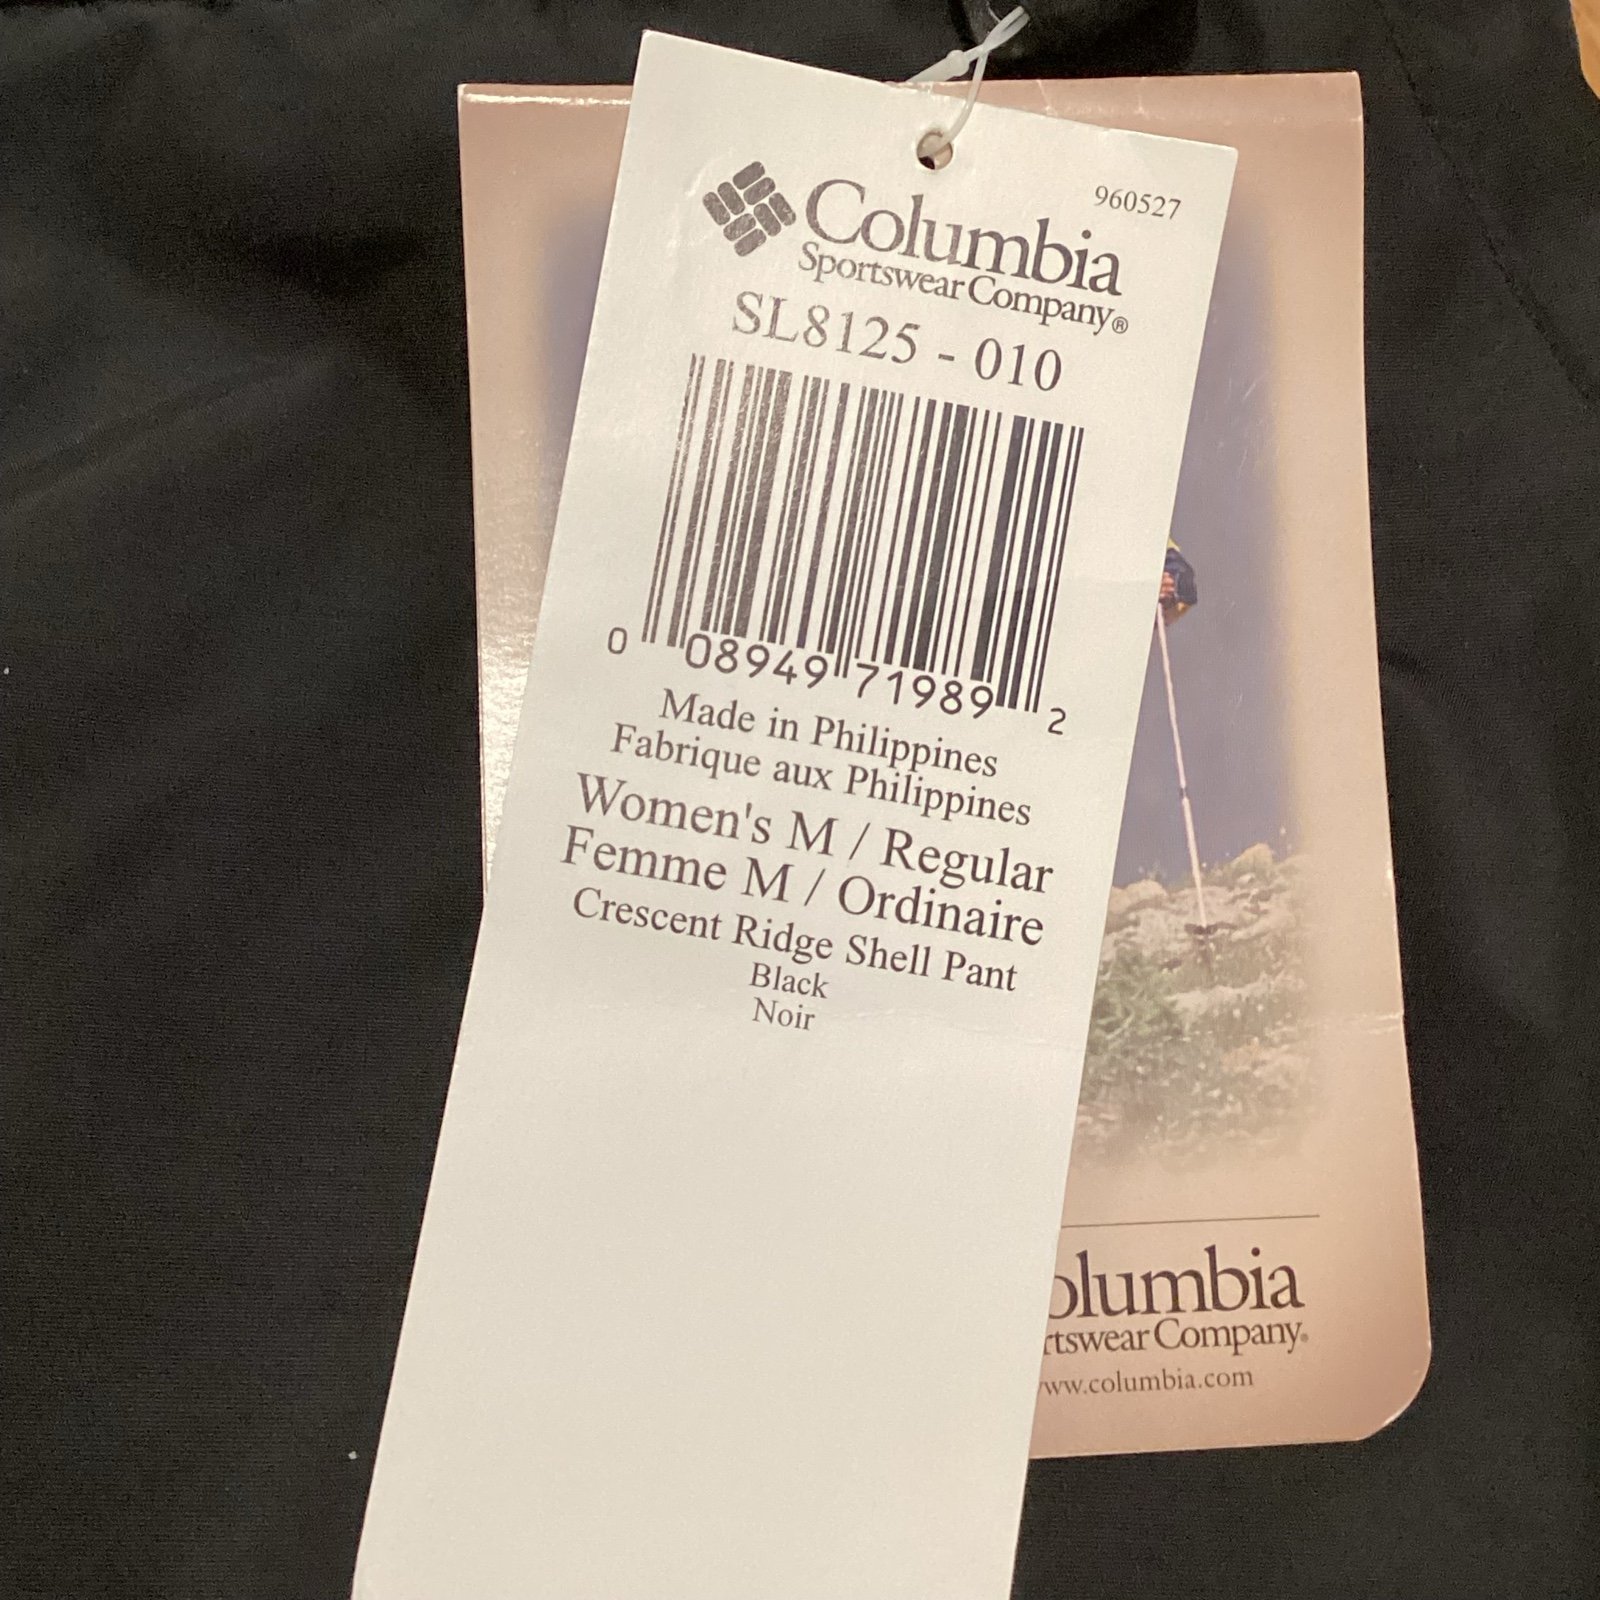 960527
Columbia
Sportswear Company®
SL8125 - 010
0 08949 71989 2
Made in Philippines
Fabrique aux Philippines
Women's M / Regular
Femme M / Ordinaire
Crescent Ridge Shell Pant
Black
Noir
olumbia
rtswear Company®
ww.columbia.com